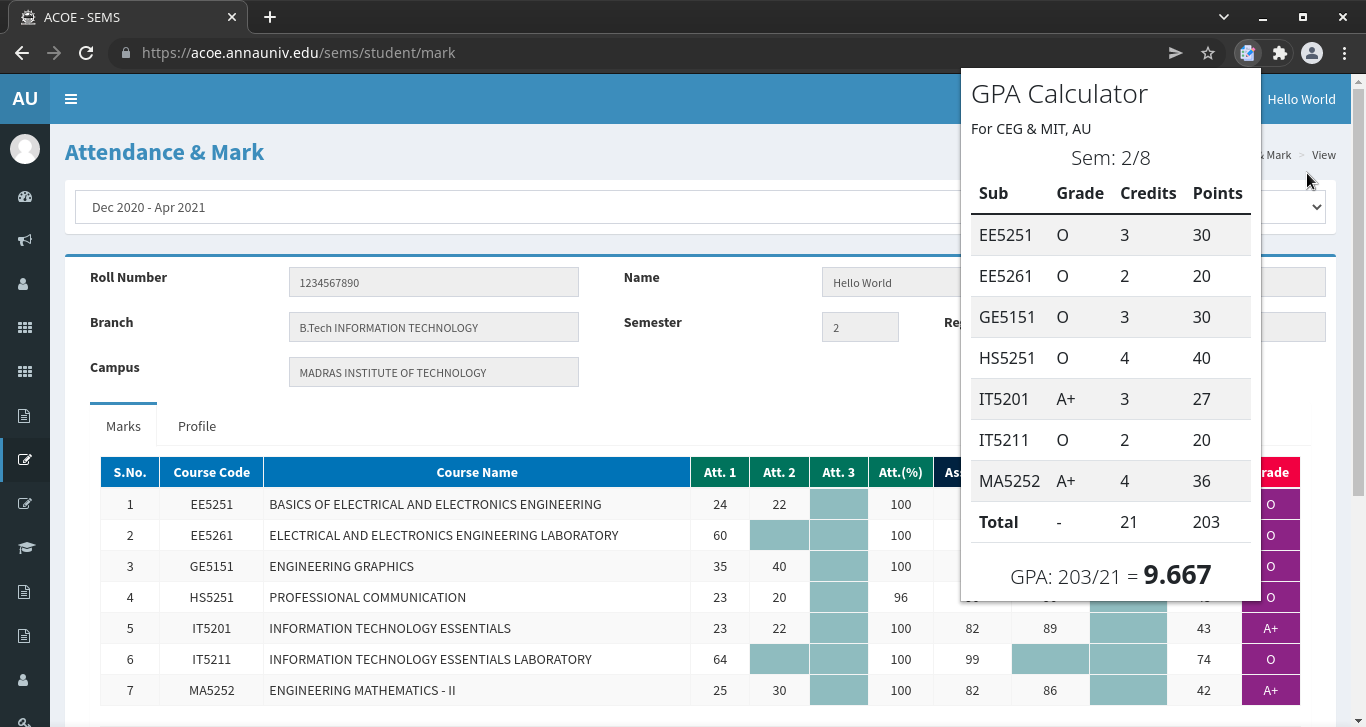 ACOE - SEMS
https://acoe.annauniv.edu/sems/student/mark
AU
Hello World
Attendance & Mark
& Mark > View
Dec 2020 - Apr 2021
Roll Number 1234567890 Name Hello World
Branch B.Tech INFORMATION TECHNOLOGY Semester 2
Campus MADRAS INSTITUTE OF TECHNOLOGY
Marks Profile
S.No. Course Code Course Name Att. 1 Att. 2 Att. 3 Att.(%)
1 EE5251 BASICS OF ELECTRICAL AND ELECTRONICS ENGINEERING 24 22 100 O
2 EE5261 ELECTRICAL AND ELECTRONICS ENGINEERING LABORATORY 60 100 O
3 GE5151 ENGINEERING GRAPHICS 35 40 100 O
4 HS5251 PROFESSIONAL COMMUNICATION 23 20 96 O
5 IT5201 INFORMATION TECHNOLOGY ESSENTIALS 23 22 100 82 89 43 A+
6 IT5211 INFORMATION TECHNOLOGY ESSENTIALS LABORATORY 64 100 99 74 O
7 MA5252 ENGINEERING MATHEMATICS - II 25 30 100 82 86 42 A+
GPA Calculator
For CEG & MIT, AU
Sem: 2/8
Sub Grade Credits Points
EE5251 O 3 30
EE5261 O 2 20
GE5151 O 3 30
HS5251 O 4 40
IT5201 A+ 3 27
IT5211 O 2 20
MA5252 A+ 4 36
Total - 21 203
GPA: 203/21 = 9.667